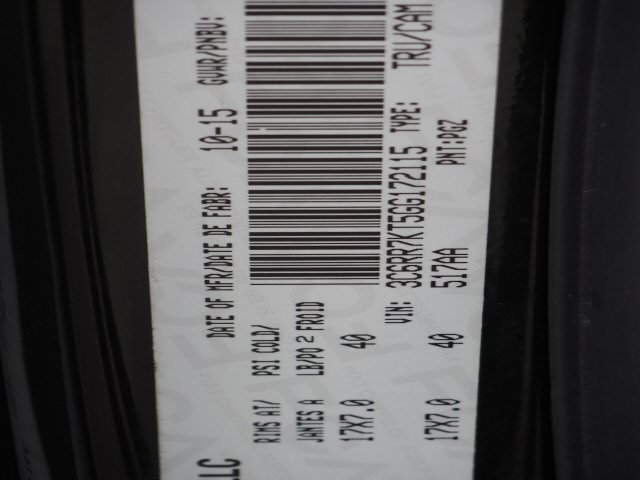 LLC
DATE OF MFR/DATE DE FABR: 10-15 GVWR/PNBV:
RIMS AT/ PSI COLD/
JANTES A LB/PO 2 FROID
17X7.0 40
VIN: 3C6RR7KT5GG172115 TYPE: TRU/CAM
17X7.0 40 517AA PNT:PGZ